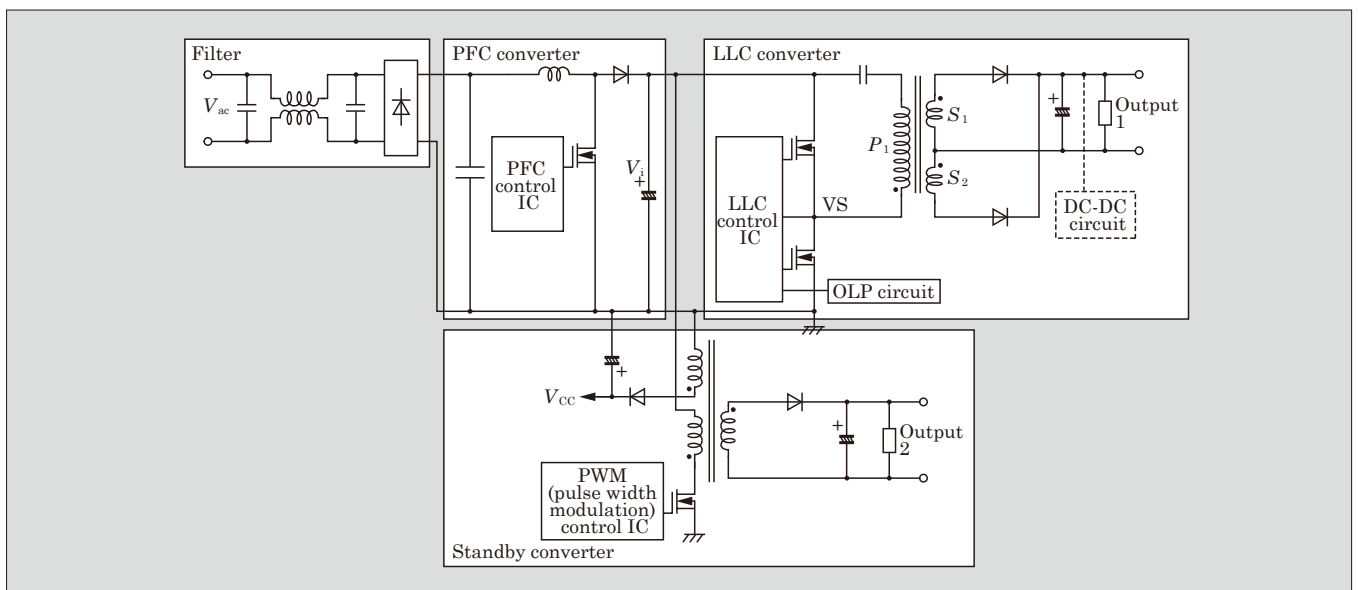 Filter
Vac
PFC converter
PFC
control
IC
Vi
+
LLC converter
LLC
control
IC
VS
OLP circuit
P1
S1
S2
+
Output
1
DC-DC
circuit
+
VCC
PWM
(pulse width
modulation)
control IC
+
Output
2
Standby converter